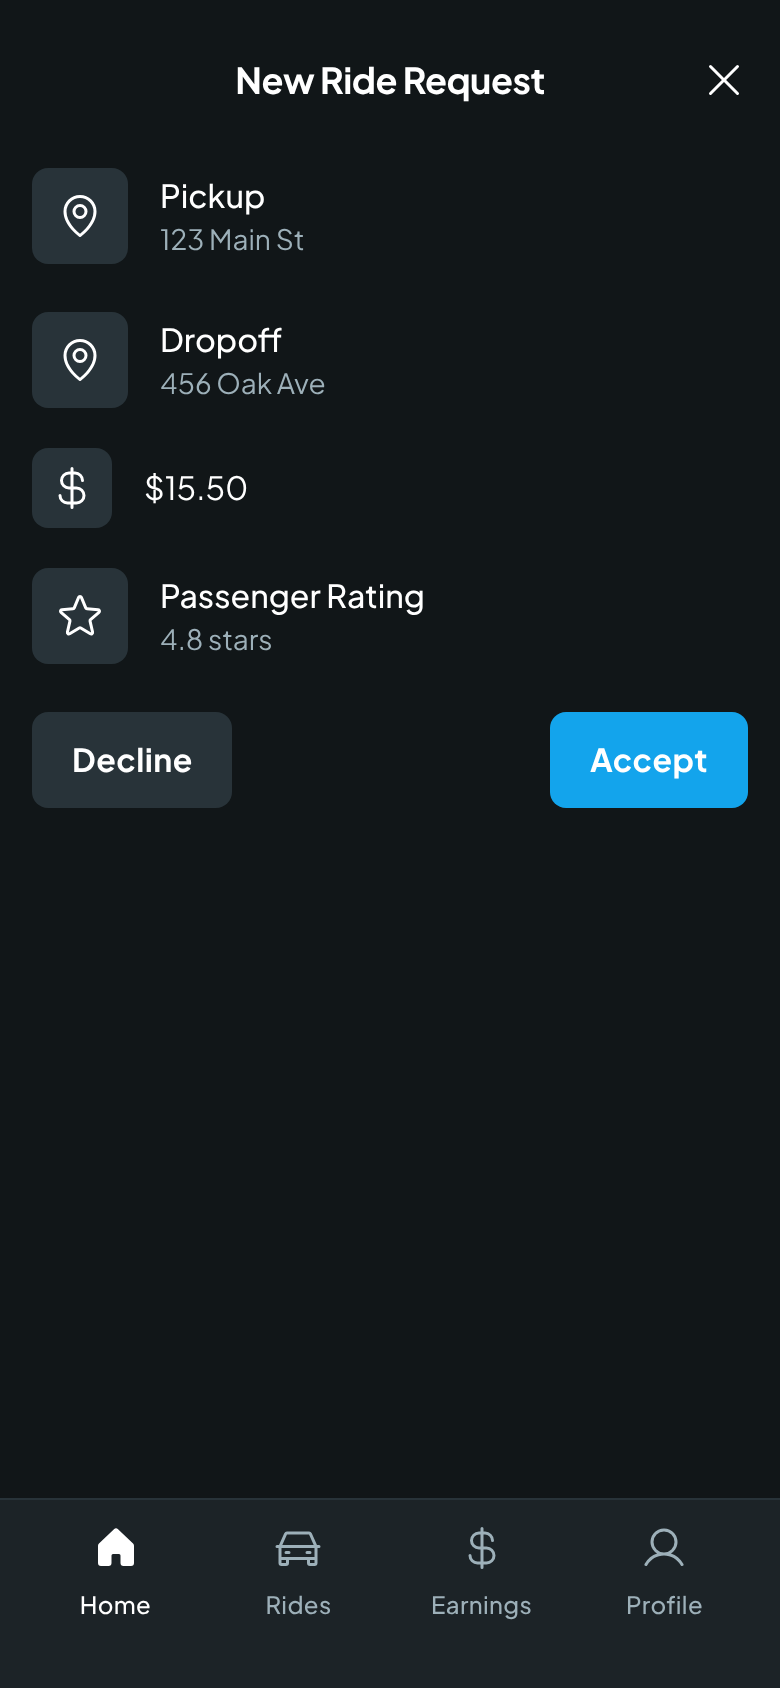 New Ride Request
Pickup
123 Main St
Dropoff
456 Oak Ave
$15.50
Passenger Rating
4.8 stars
Decline
Accept
Home
Rides
Earnings
Profile